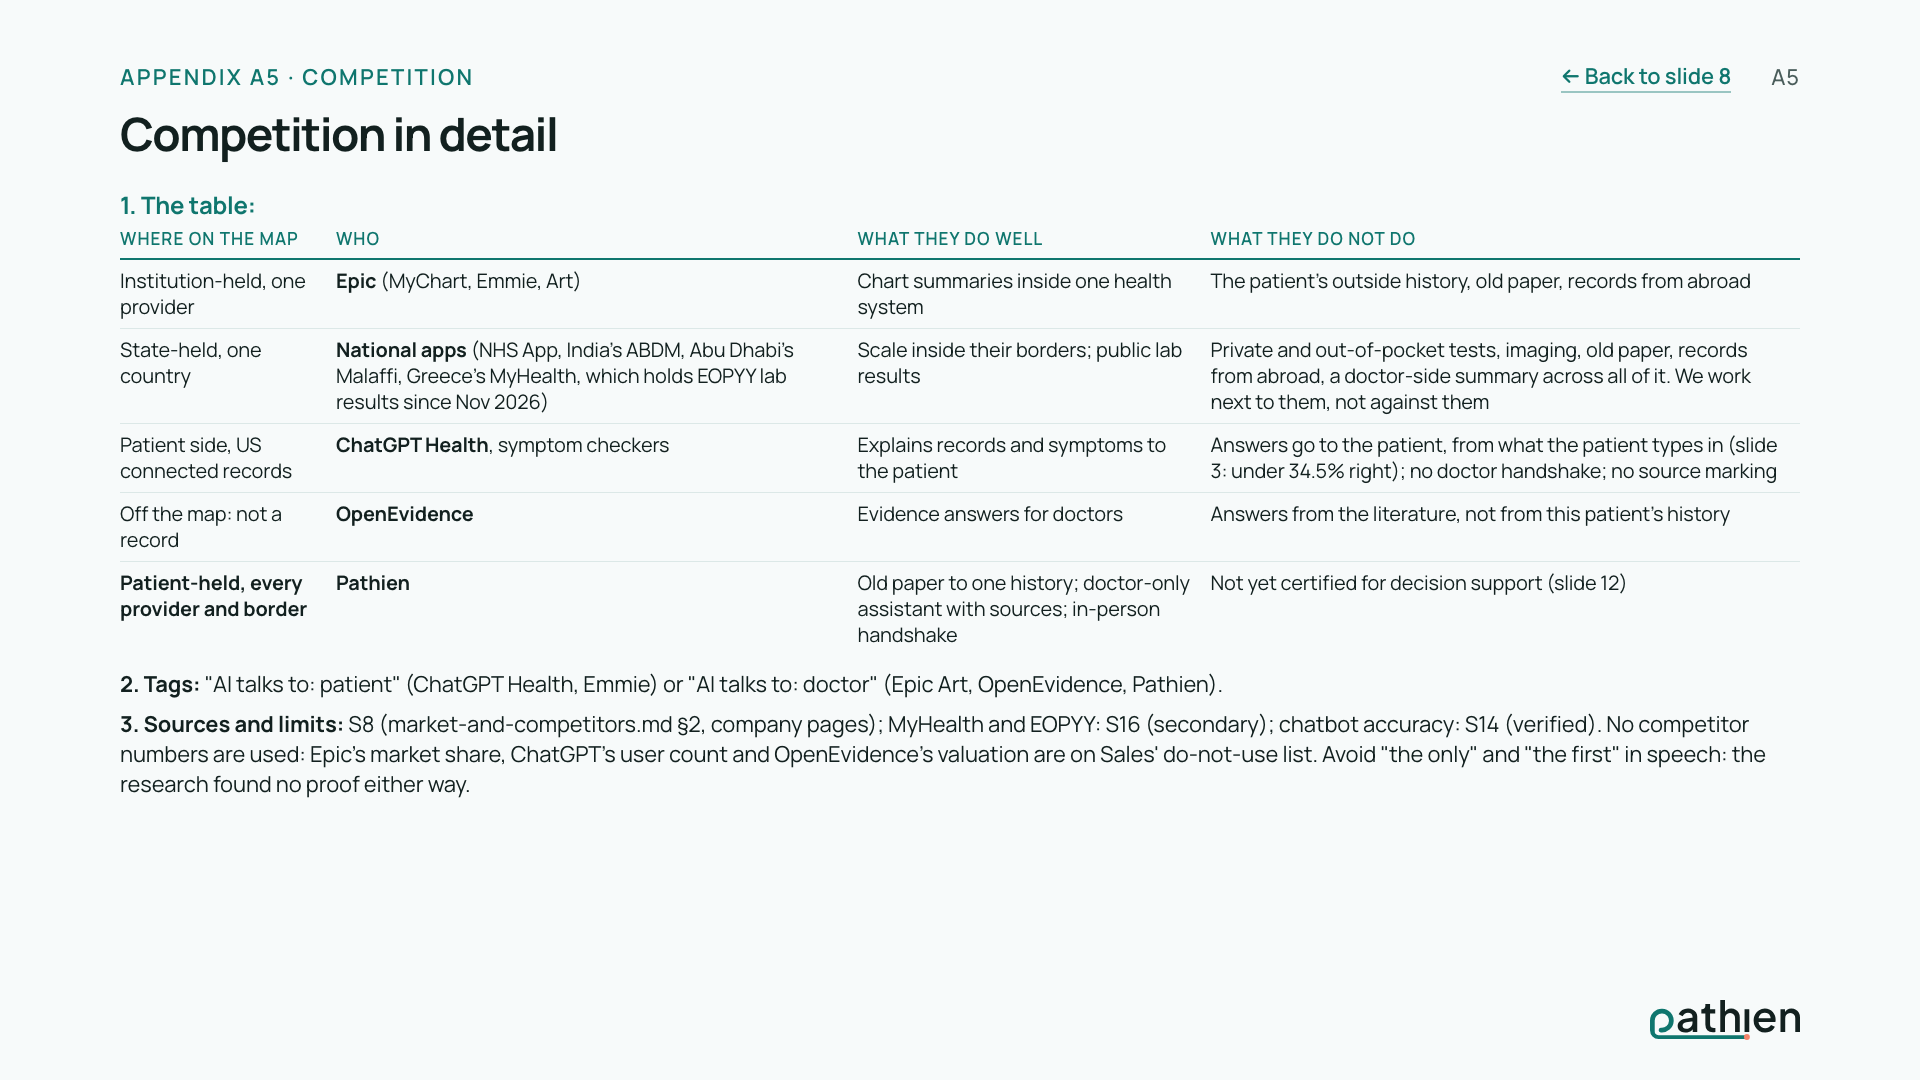 APPENDIX A5 · COMPETITION
← Back to slide 8
A5
Competition in detail
1. The table:
WHERE ON THE MAP
WHO
WHAT THEY DO WELL
WHAT THEY DO NOT DO
Institution-held, one
provider
Epic (MyChart, Emmie, Art)
Chart summaries inside one health
system
The patient's outside history, old paper, records from abroad
State-held, one
country
National apps (NHS App, India's ABDM, Abu Dhabi's
Malaffi, Greece's MyHealth, which holds EOPYY lab
results since Nov 2026)
Scale inside their borders; public lab
results
Private and out-of-pocket tests, imaging, old paper, records
from abroad, a doctor-side summary across all of it. We work
next to them, not against them
Patient side, US
connected records
ChatGPT Health, symptom checkers
Explains records and symptoms to
the patient
Answers go to the patient, from what the patient types in (slide
3: under 34.5% right); no doctor handshake; no source marking
Off the map: not a
record
OpenEvidence
Evidence answers for doctors
Answers from the literature, not from this patient's history
Patient-held, every
provider and border
Pathien
Old paper to one history; doctor-only
assistant with sources; in-person
handshake
Not yet certified for decision support (slide 12)
2. Tags: "AI talks to: patient" (ChatGPT Health, Emmie) or "AI talks to: doctor" (Epic Art, OpenEvidence, Pathien).
3. Sources and limits: S8 (market-and-competitors.md §2, company pages); MyHealth and EOPYY: S16 (secondary); chatbot accuracy: S14 (verified). No competitor
numbers are used: Epic's market share, ChatGPT's user count and OpenEvidence's valuation are on Sales' do-not-use list. Avoid "the only" and "the first" in speech: the
research found no proof either way.
pathien